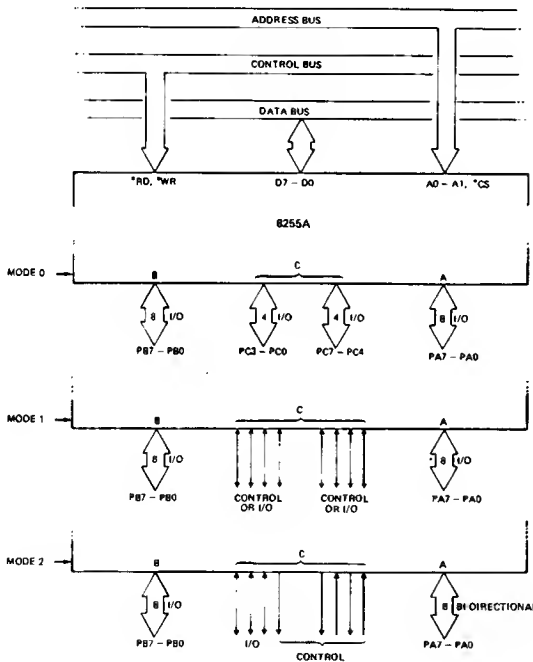 ADDRESS BUS
CONTROL BUS
DATA BUS
*RD, *WR D7 – D0 A0 – A1, *CS
8255A
MODE 0
B C A
8 I/O 4 I/O 4 I/O 8 I/O
PB7 – PB0 PC3 – PC0 PC7 – PC4 PA7 – PA0
MODE 1
B C A
8 I/O 8 I/O
PB7 – PB0 CONTROL OR I/O CONTROL OR I/O PA7 – PA0
MODE 2
B C A
8 I/O 8 BI-DIRECTIONAL
PB7 – PB0 I/O PA7 – PA0
CONTROL